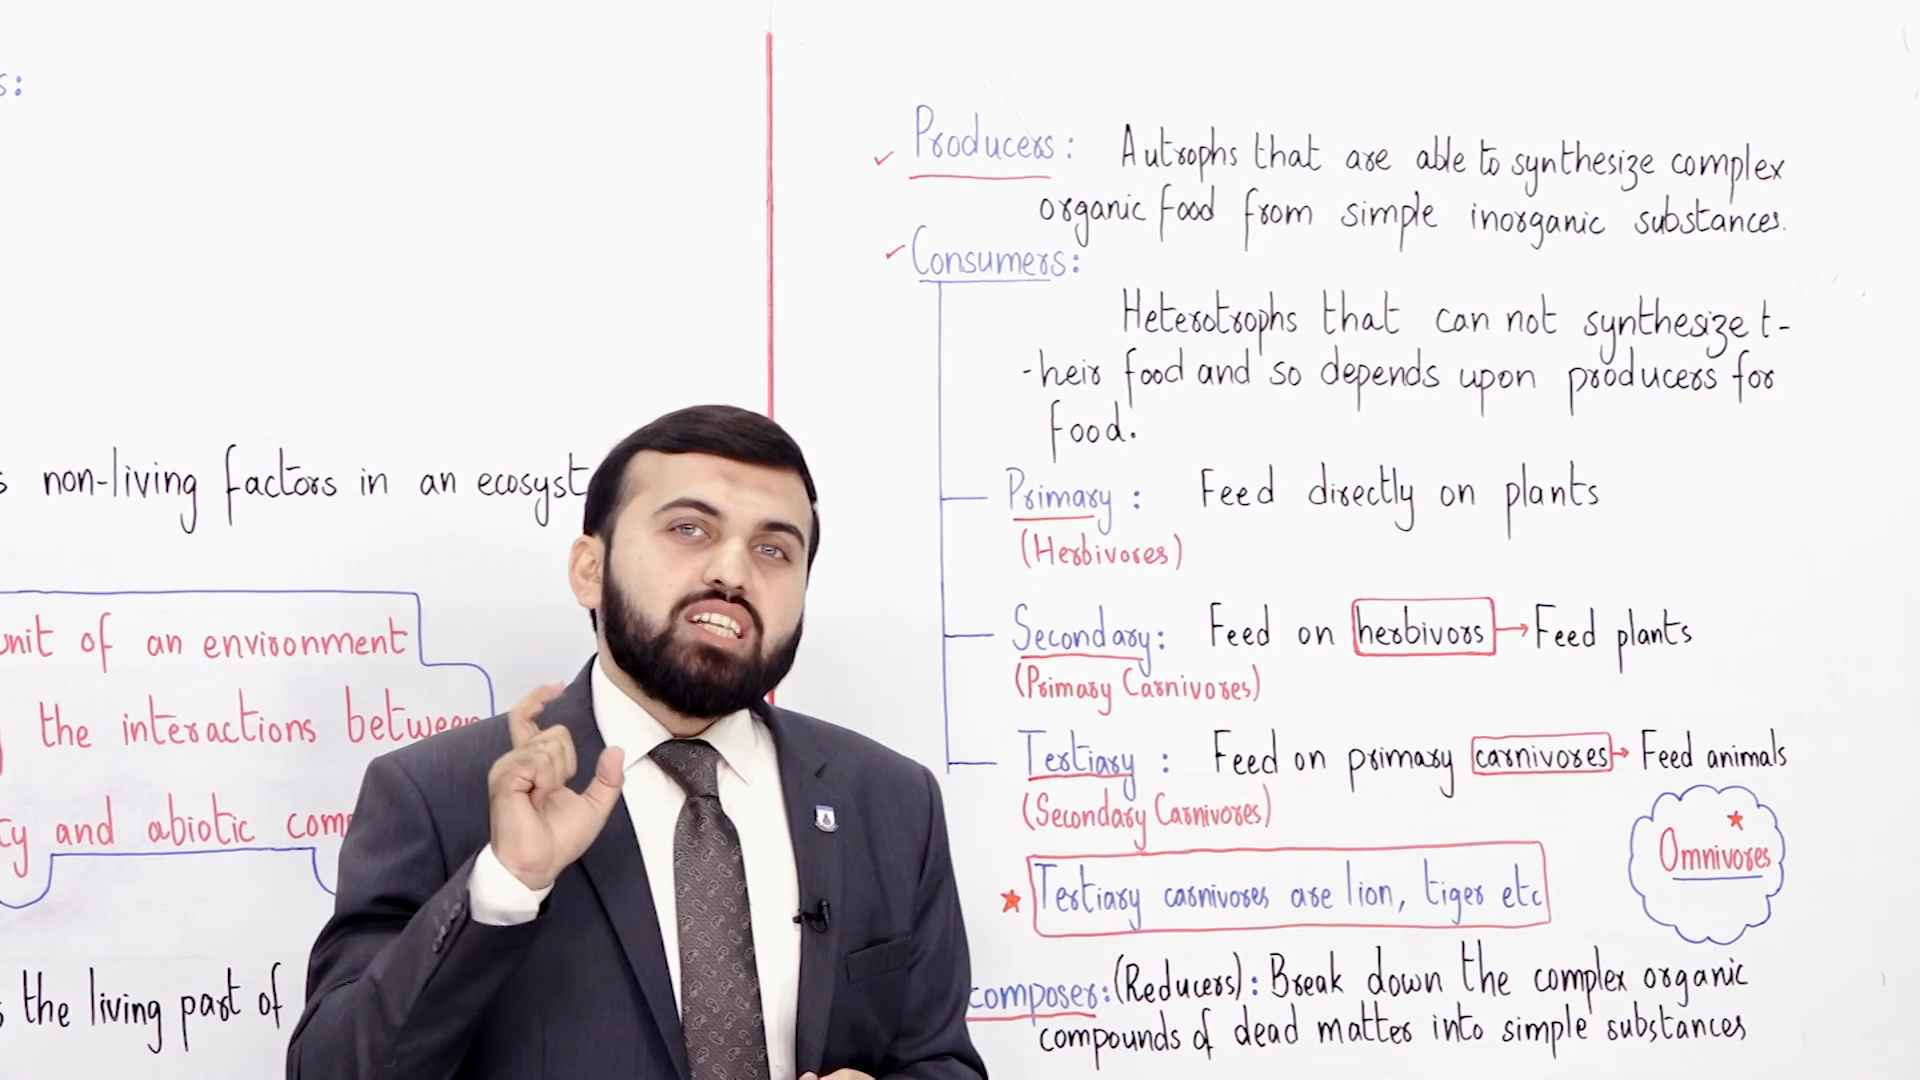 s:
non-living factors in an ecosyst
unit of an environment
the interactions between
ty and abiotic com
the living part of
Producers: Autrophs that are able to synthesize complex
organic food from simple inorganic substances.
Consumers:
Heterotrophs that can not synthesize t-
-heir food and so depends upon producers for
food.
Primary : Feed directly on plants
(Herbivores)
Secondary: Feed on herbivors → Feed plants
(Primary Carnivores)
Tertiary : Feed on primary carnivores → Feed animals
(Secondary Carnivores)
Omnivores
Tertiary carnivores are lion, tiger etc
composer: (Reducers): Break down the complex organic
compounds of dead matter into simple substances